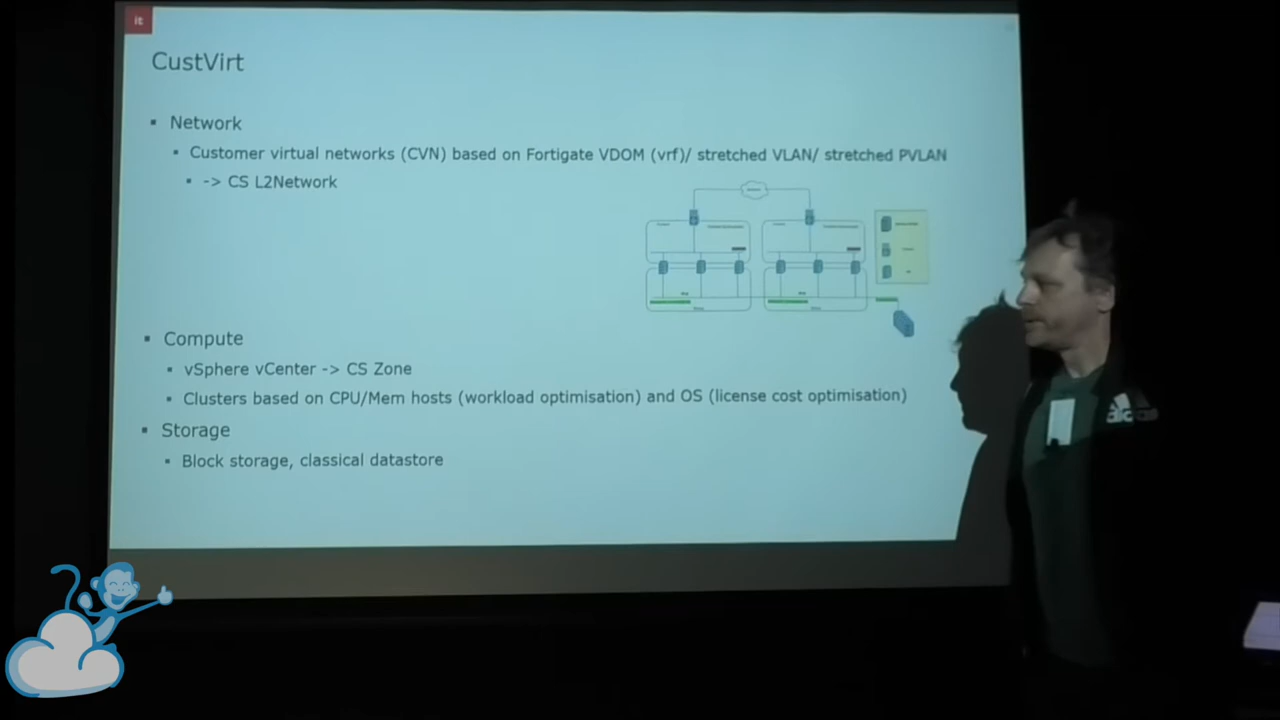 it
CustVirt
Network
Customer virtual networks (CVN) based on Fortigate VDOM (vrf)/ stretched VLAN/ stretched PVLAN
-> CS L2Network
Compute
vSphere vCenter -> CS Zone
Clusters based on CPU/Mem hosts (workload optimisation) and OS (license cost optimisation)
Storage
Block storage, classical datastore
adidas